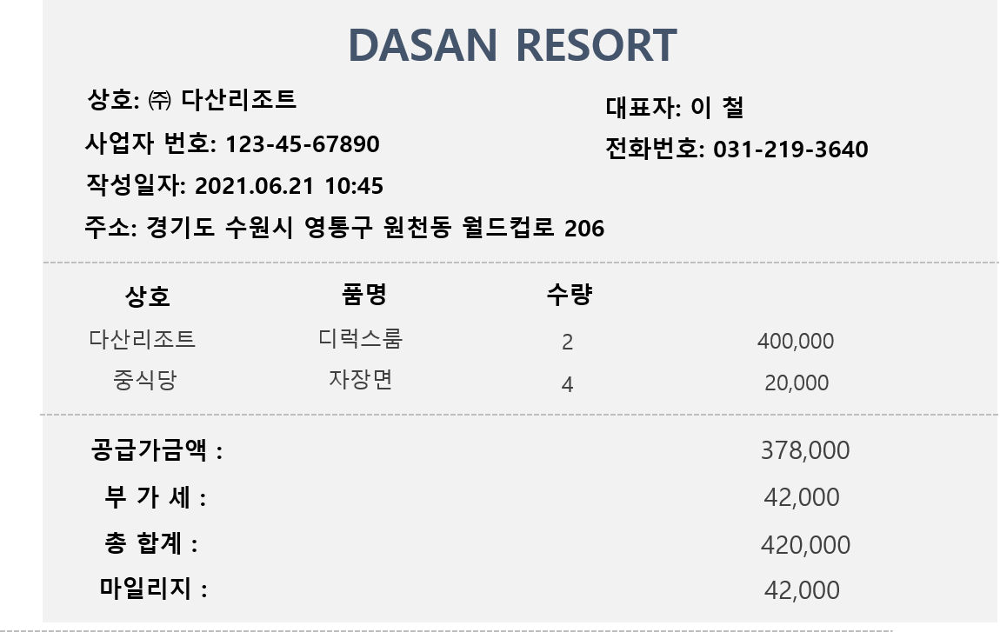 DASAN RESORT
상호: ㈜ 다산리조트
대표자: 이 철
사업자 번호: 123-45-67890
전화번호: 031-219-3640
작성일자: 2021.06.21 10:45
주소: 경기도 수원시 영통구 원천동 월드컵로 206
상호 품명 수량
다산리조트 디럭스룸 2 400,000
중식당 자장면 4 20,000
공급가금액 : 378,000
부 가 세 : 42,000
총 합계 : 420,000
마일리지 : 42,000